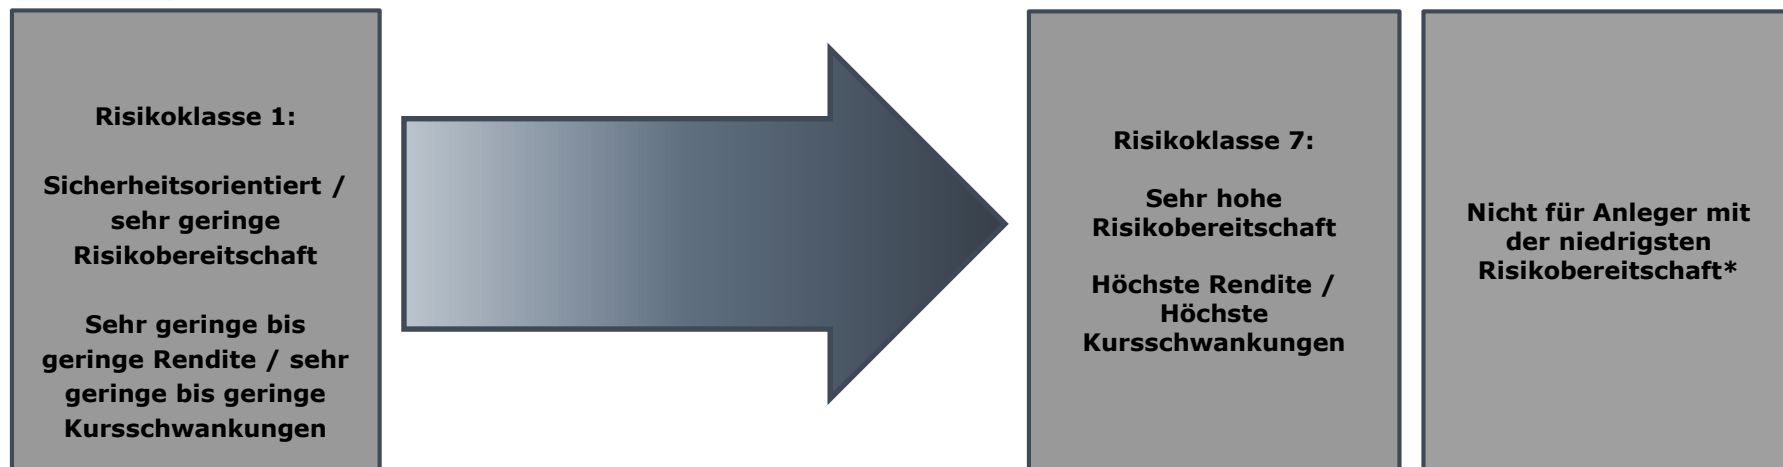 Risikoklasse 1:
Sicherheitsorientiert /
sehr geringe
Risikobereitschaft
Sehr geringe bis
geringe Rendite / sehr
geringe bis geringe
Kursschwankungen
Risikoklasse 7:
Sehr hohe
Risikobereitschaft
Höchste Rendite /
Höchste
Kursschwankungen
Nicht für Anleger mit
der niedrigsten
Risikobereitschaft*